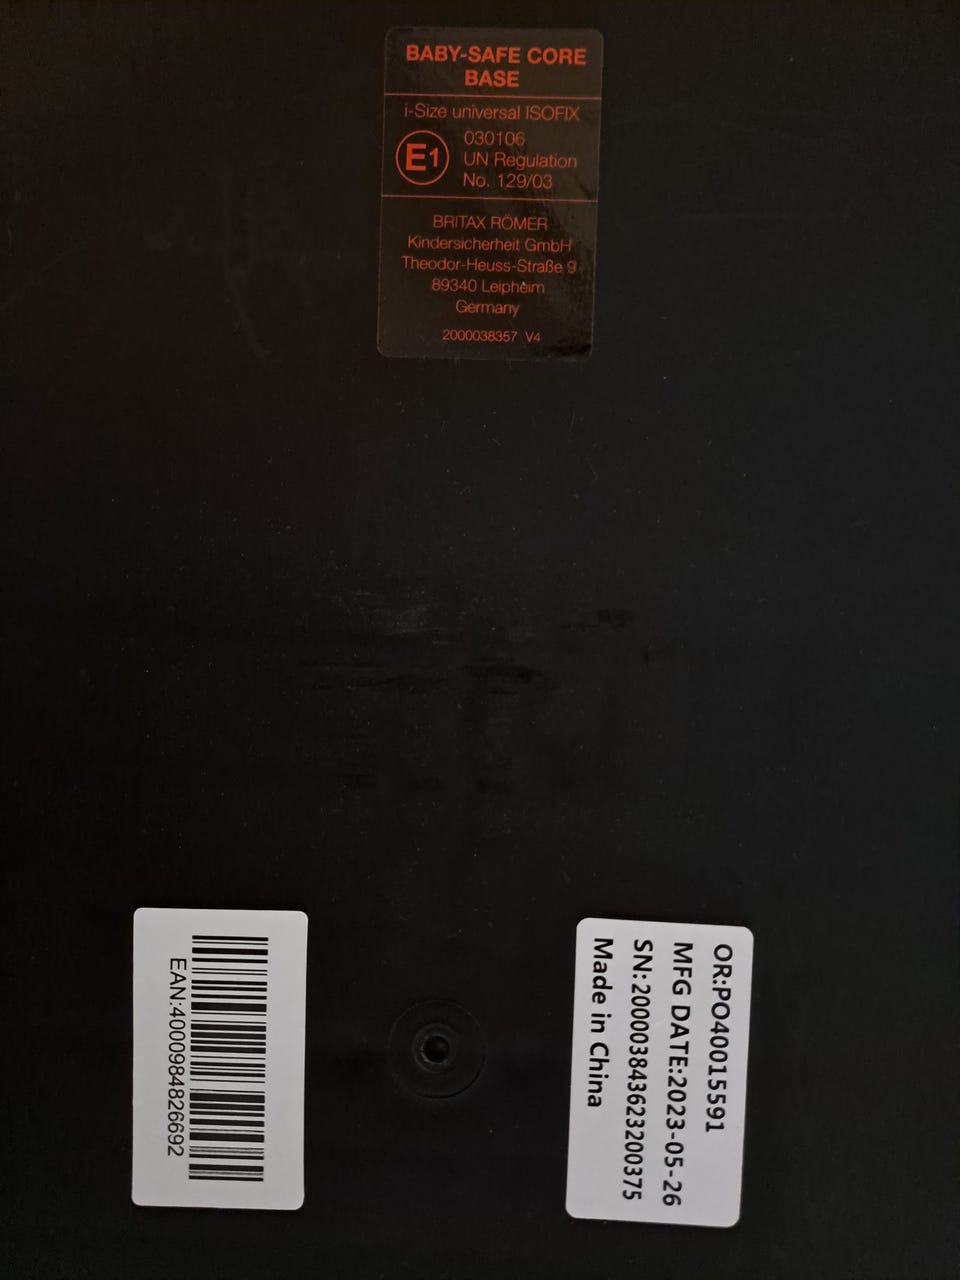 BABY-SAFE CORE
BASE
i-Size universal ISOFIX
E1
030106
UN Regulation
No. 129/03
BRITAX RÖMER
Kindersicherheit GmbH
Theodor-Heuss-Straße 9
89340 Leipheim
Germany
2000038357 V4
EAN:4000984826692
OR:PO40015591
MFG DATE:2023-05-26
SN:200003843623200375
Made in China